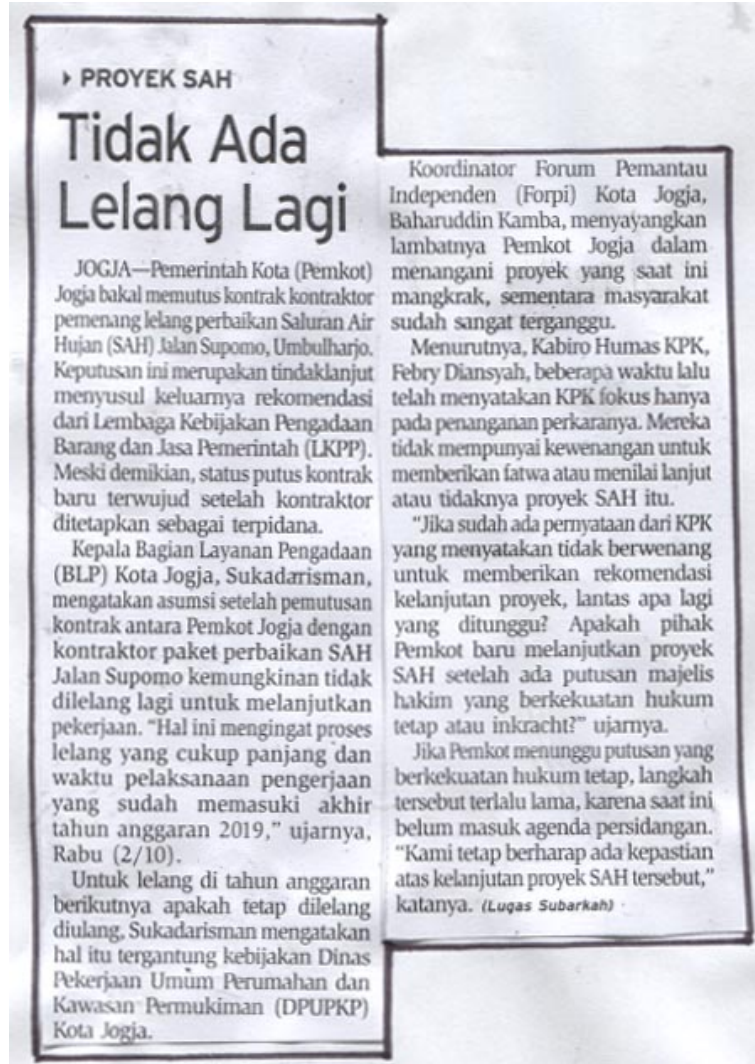 PROYEK SAH
Tidak Ada
Lelang Lagi
JOGJA—Pemerintah Kota (Pemkot)
Jogja bakal memutus kontrak kontraktor
pemenang lelang perbaikan Saluran Air
Hujan (SAH) Jalan Supomo, Umbulharjo.
Keputusan ini merupakan tindaklanjut
menyusul keluarnya rekomendasi
dari Lembaga Kebijakan Pengadaan
Barang dan Jasa Pemerintah (LKPP).
Meski demikian, status putus kontrak
baru terwujud setelah kontraktor
ditetapkan sebagai terpidana.
Kepala Bagian Layanan Pengadaan
(BLP) Kota Jogja, Sukadarisman,
mengatakan asumsi setelah pemutusan
kontrak antara Pemkot Jogja dengan
kontraktor paket perbaikan SAH
Jalan Supomo kemungkinan tidak
dilelang lagi untuk melanjutkan
pekerjaan. “Hal ini mengingat proses
lelang yang cukup panjang dan
waktu pelaksanaan pengerjaan
yang sudah memasuki akhir
tahun anggaran 2019,” ujarnya,
Rabu (2/10).
Untuk lelang di tahun anggaran
berikutnya apakah tetap dilelang
diulang, Sukadarisman mengatakan
hal itu tergantung kebijakan Dinas
Pekerjaan Umum Perumahan dan
Kawasan Permukiman (DPUPKP)
Kota Jogja.
Koordinator Forum Pemantau
Independen (Forpi) Kota Jogja,
Baharuddin Kamba, menyayangkan
lambatnya Pemkot Jogja dalam
menangani proyek yang saat ini
mangkrak, sementara masyarakat
sudah sangat terganggu.
Menurutnya, Kabiro Humas KPK,
Febry Diansyah, beberapa waktu lalu
telah menyatakan KPK fokus hanya
pada penanganan perkaranya. Mereka
tidak mempunyai kewenangan untuk
memberikan fatwa atau menilai lanjut
atau tidaknya proyek SAH itu.
“Jika sudah ada pernyataan dari KPK
yang menyatakan tidak berwenang
untuk memberikan rekomendasi
kelanjutan proyek, lantas apa lagi
yang ditunggu? Apakah pihak
Pemkot baru melanjutkan proyek
SAH setelah ada putusan majelis
hakim yang berkekuatan hukum
tetap atau inkracht?” ujarnya.
Jika Pemkot menunggu putusan yang
berkekuatan hukum tetap, langkah
tersebut terlalu lama, karena saat ini
belum masuk agenda persidangan.
“Kami tetap berharap ada kepastian
atas kelanjutan proyek SAH tersebut,”
katanya. (Lugas Subarkah)